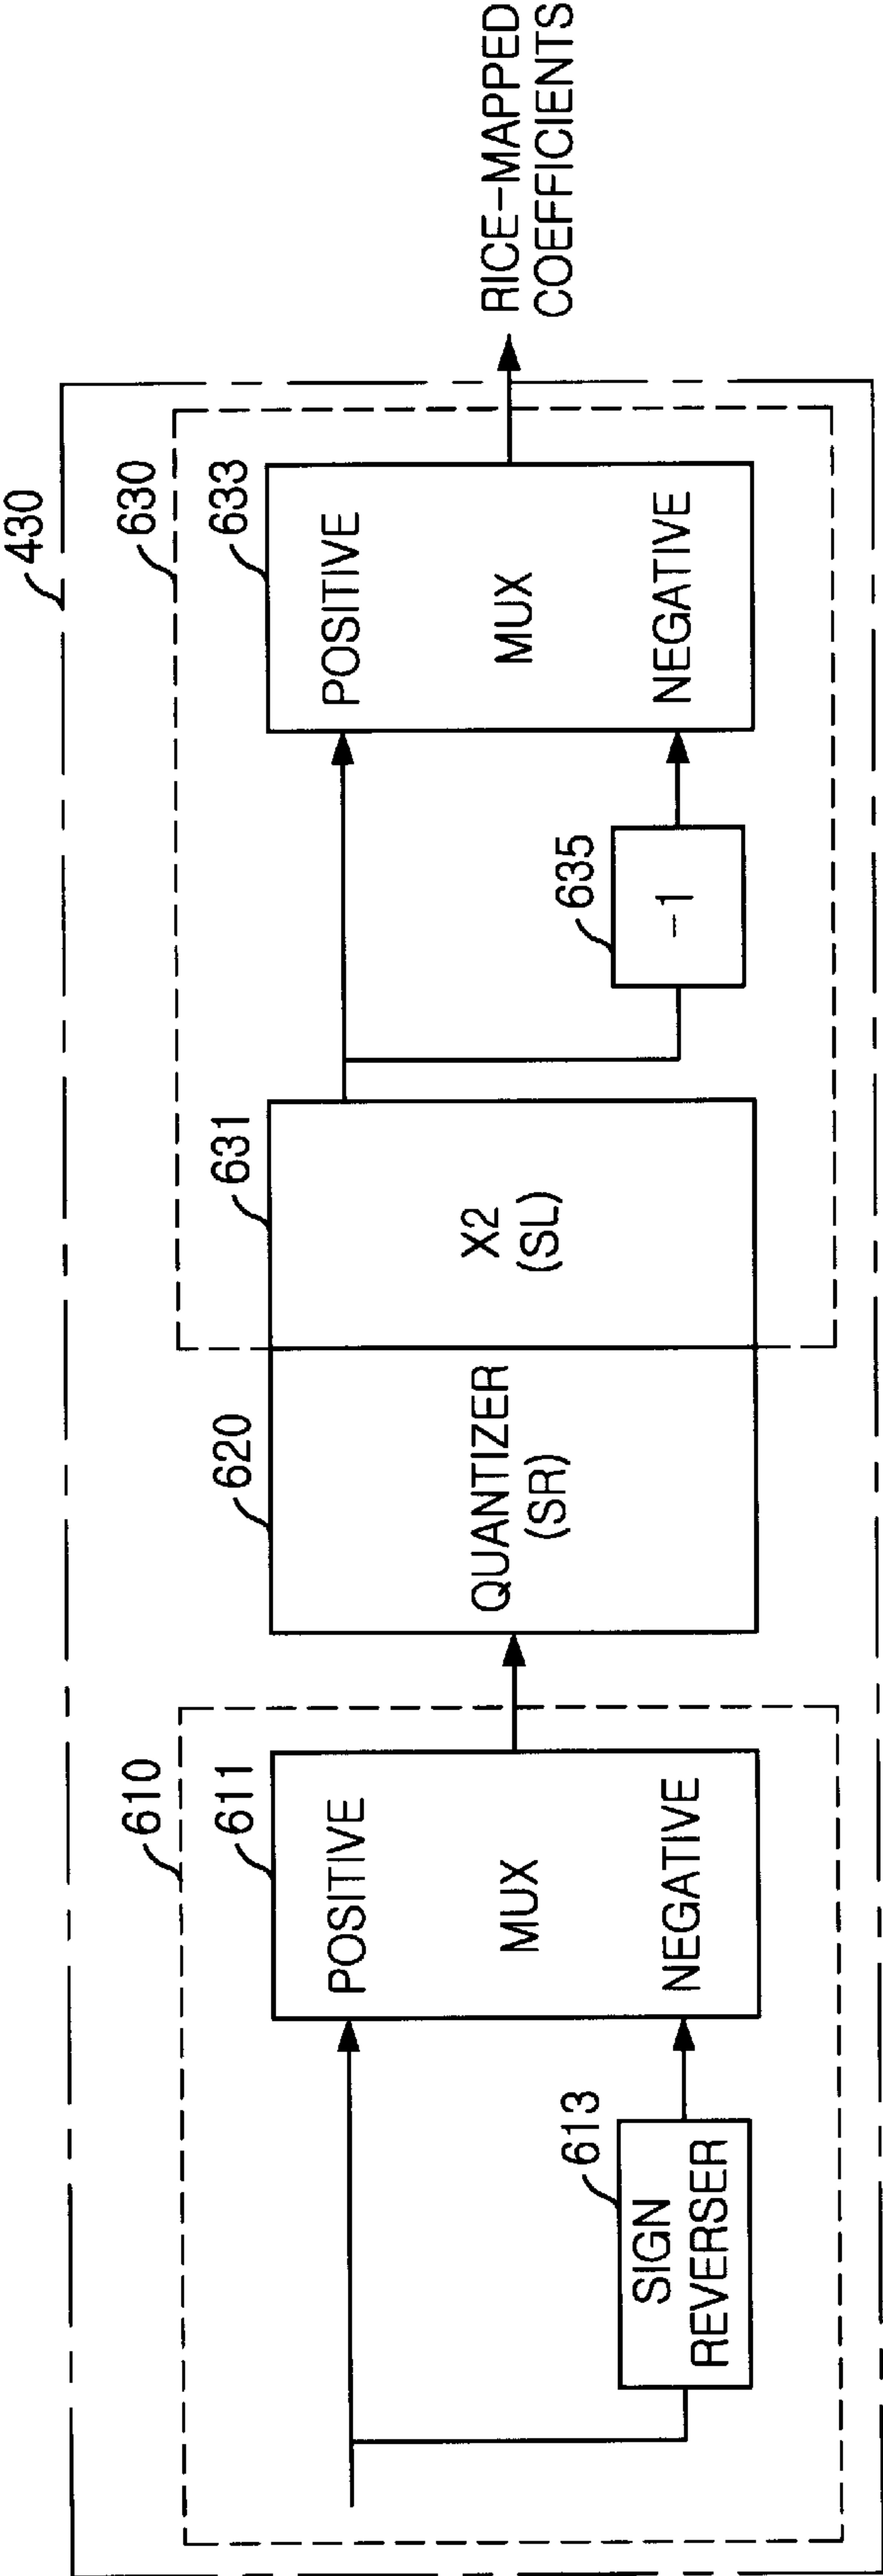 430
610
611
POSITIVE
MUX
NEGATIVE
613
SIGN
REVERSER
620
QUANTIZER
(SR)
630
631
X2
(SL)
633
POSITIVE
MUX
NEGATIVE
635
-1
RICE-MAPPED
COEFFICIENTS